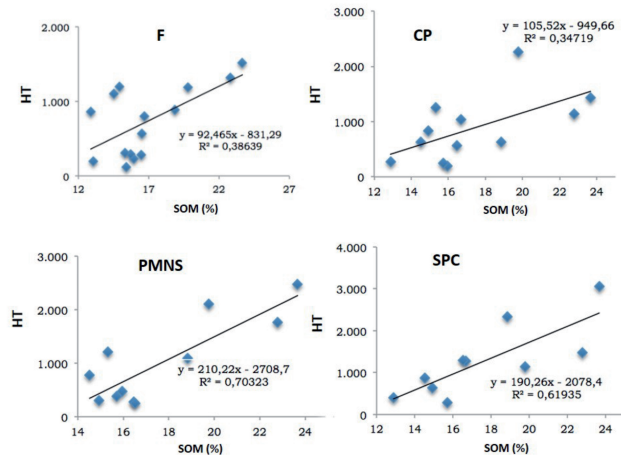 F
2.000
1.000
0
HT
y = 92,465x - 831,29
R² = 0,38639
12 17 22 27
SOM (%)
CP
3.000
2.000
1.000
0
HT
y = 105,52x - 949,66
R² = 0,34719
12 14 16 18 20 22 24
SOM (%)
PMNS
3.000
2.000
1.000
0
HT
y = 210,22x - 2708,7
R² = 0,70323
14 16 18 20 22 24
SOM (%)
SPC
4.000
3.000
2.000
1.000
0
HT
y = 190,26x - 2078,4
R² = 0,61935
12 14 16 18 20 22 24
SOM (%)